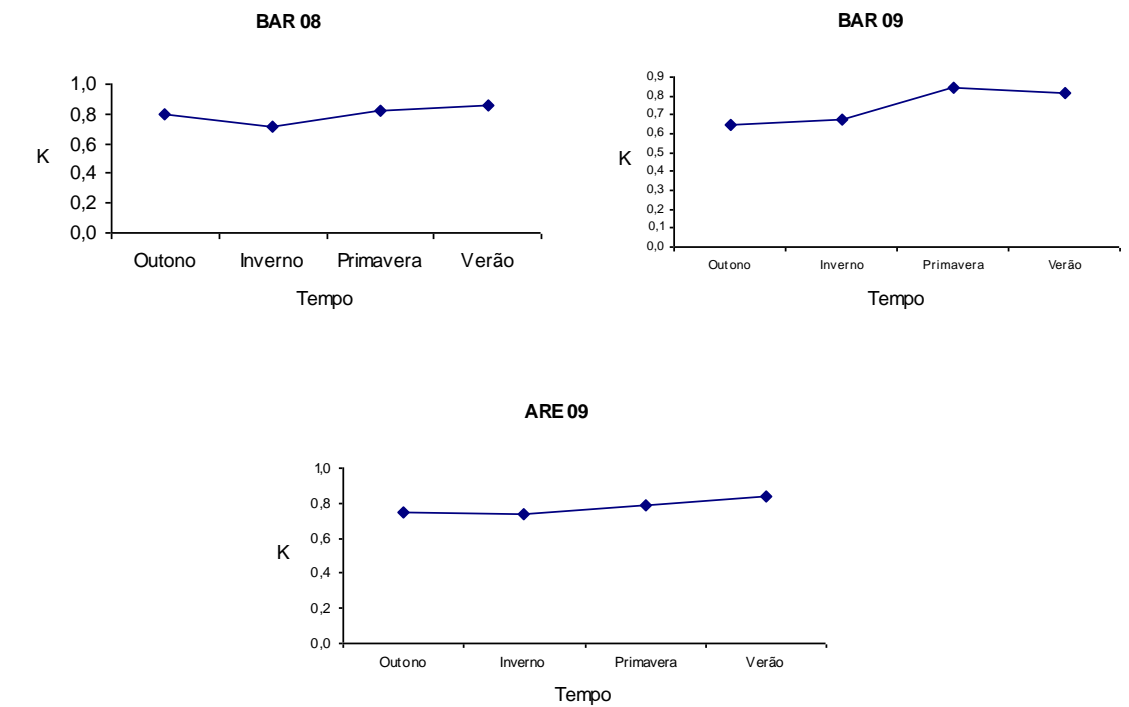 BAR 08
1,0
0,8
0,6
0,4
0,2
0,0
K
Outono Inverno Primavera Verão
Tempo
BAR 09
0,9
0,8
0,7
0,6
0,5
0,4
0,3
0,2
0,1
0,0
K
Outono Inverno Primavera Verão
Tempo
ARE 09
1,0
0,8
0,6
0,4
0,2
0,0
K
Outono Inverno Primavera Verão
Tempo